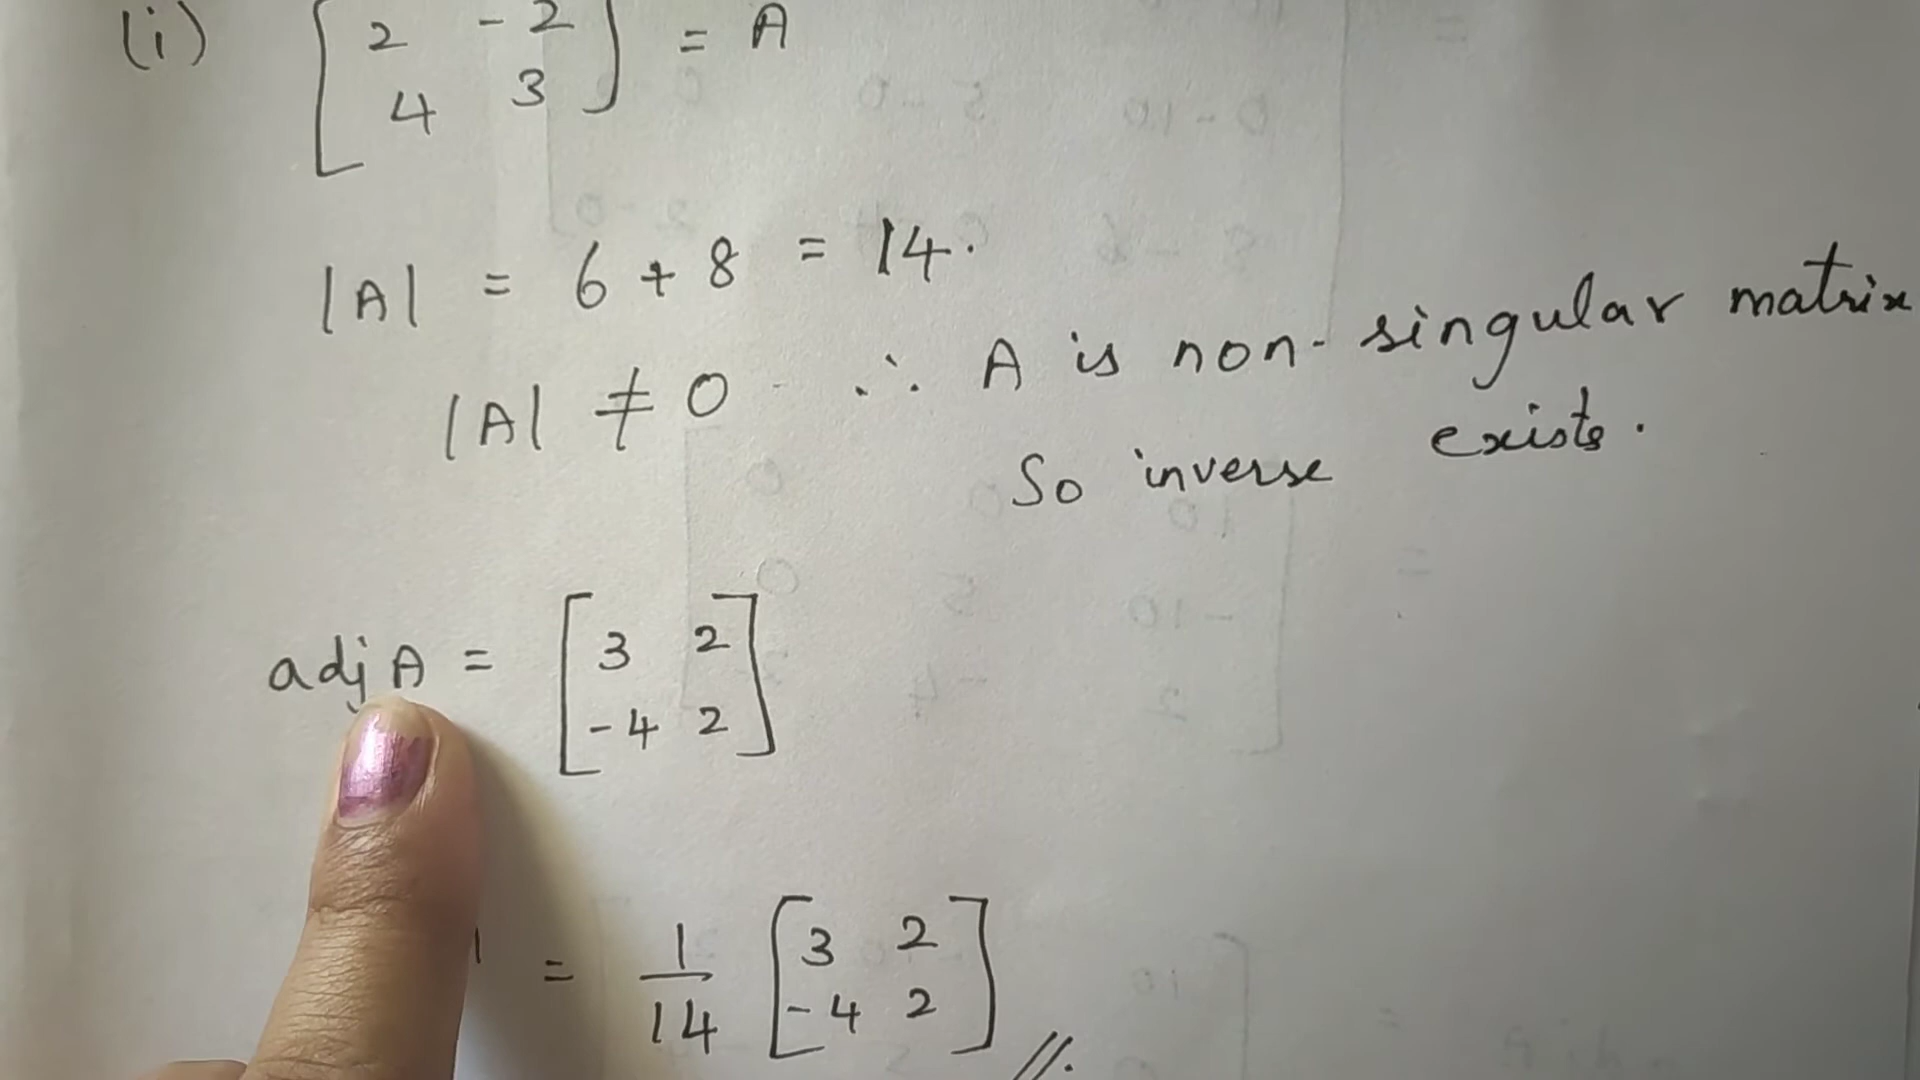 (i) [ 2 -2 ] = A
[ 4 3 ]
|A| = 6 + 8 = 14.
|A| ≠ 0 ∴ A is non-singular matrix
So inverse exists.
adj A = [ 3 2 ]
[ -4 2 ]
= 1/14 [ 3 2 ]
[ -4 2 ] //.